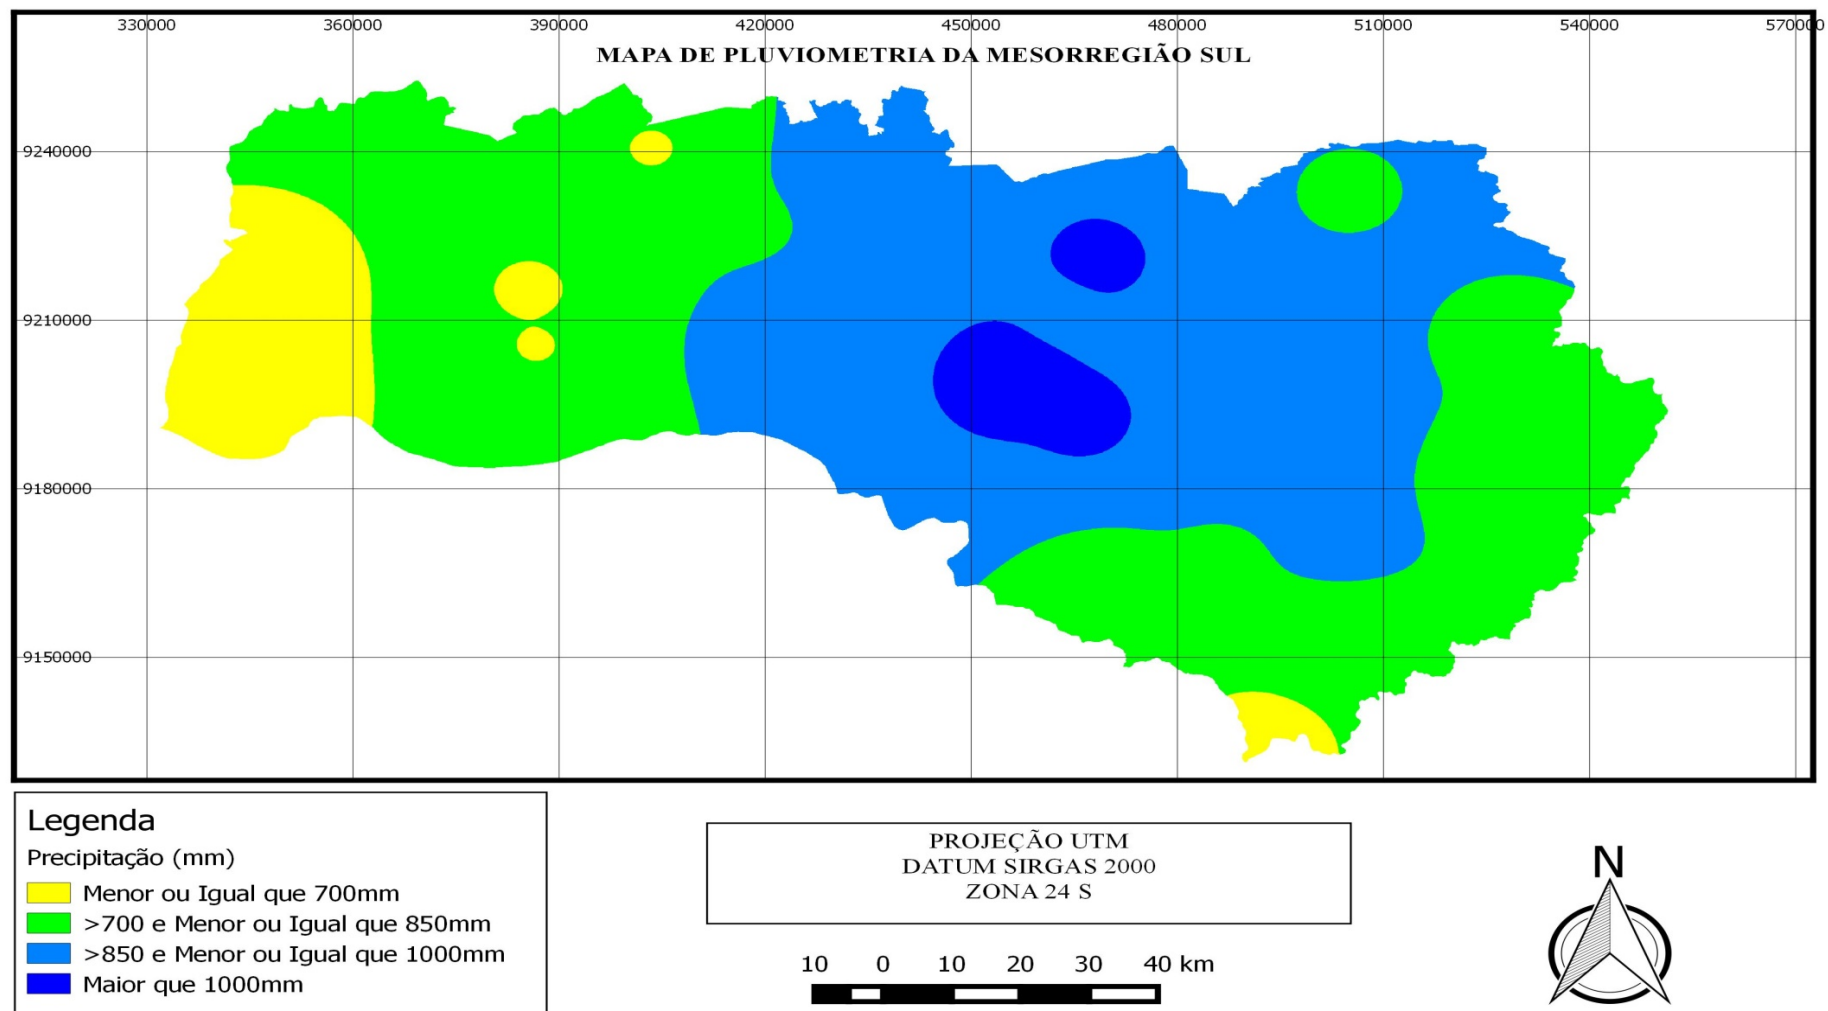 330000 360000 390000 420000 450000 480000 510000 540000 570000
MAPA DE PLUVIOMETRIA DA MESORREGIÃO SUL
9240000
9210000
9180000
9150000
Legenda
Precipitação (mm)
Menor ou Igual que 700mm
>700 e Menor ou Igual que 850mm
>850 e Menor ou Igual que 1000mm
Maior que 1000mm
PROJEÇÃO UTM
DATUM SIRGAS 2000
ZONA 24 S
10 0 10 20 30 40 km
N